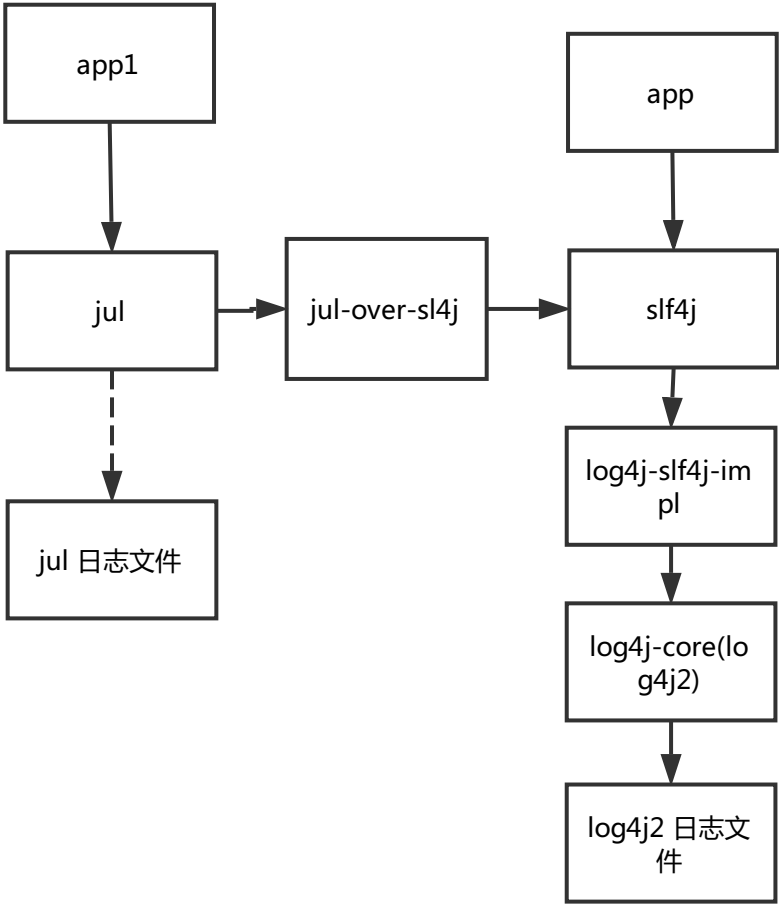 app1
app
jul
jul-over-sl4j
slf4j
log4j-slf4j-im
pl
jul 日志文件
log4j-core(lo
g4j2)
log4j2 日志文
件